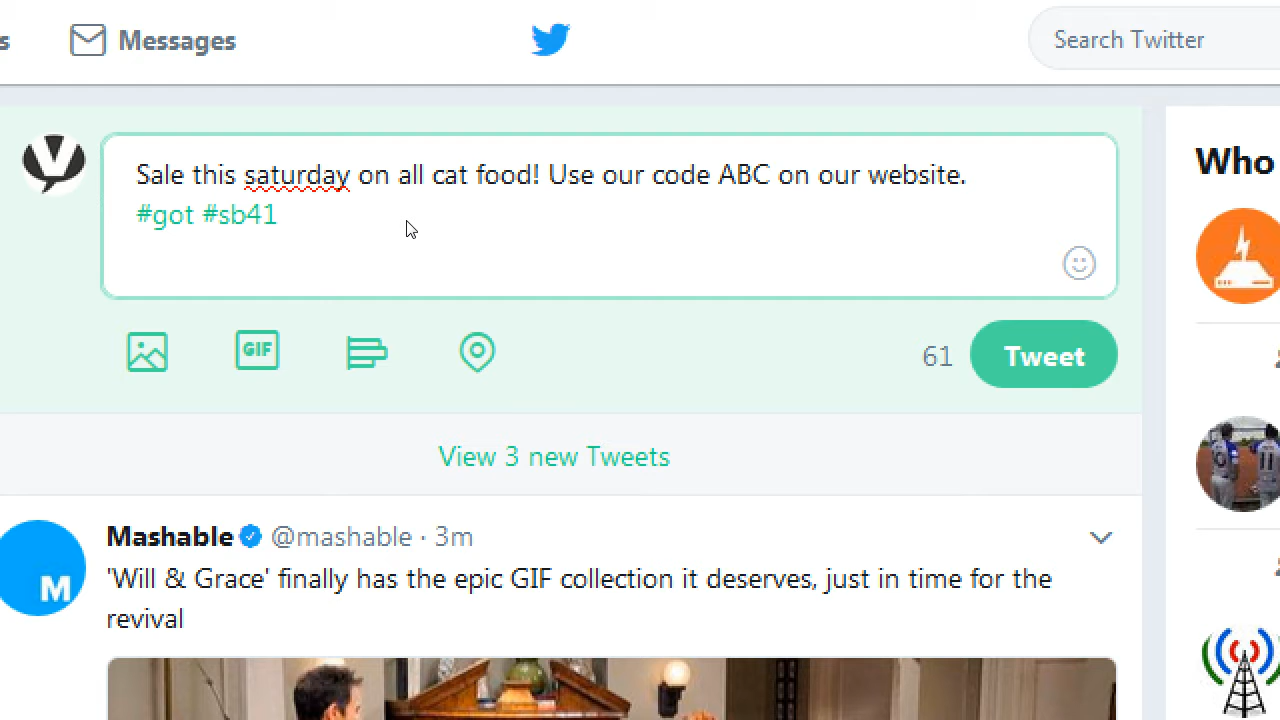 s Messages
Search Twitter
Sale this saturday on all cat food! Use our code ABC on our website.
#got #sb41
GIF
61 Tweet
Who
View 3 new Tweets
Mashable @mashable · 3m
'Will & Grace' finally has the epic GIF collection it deserves, just in time for the
revival
M